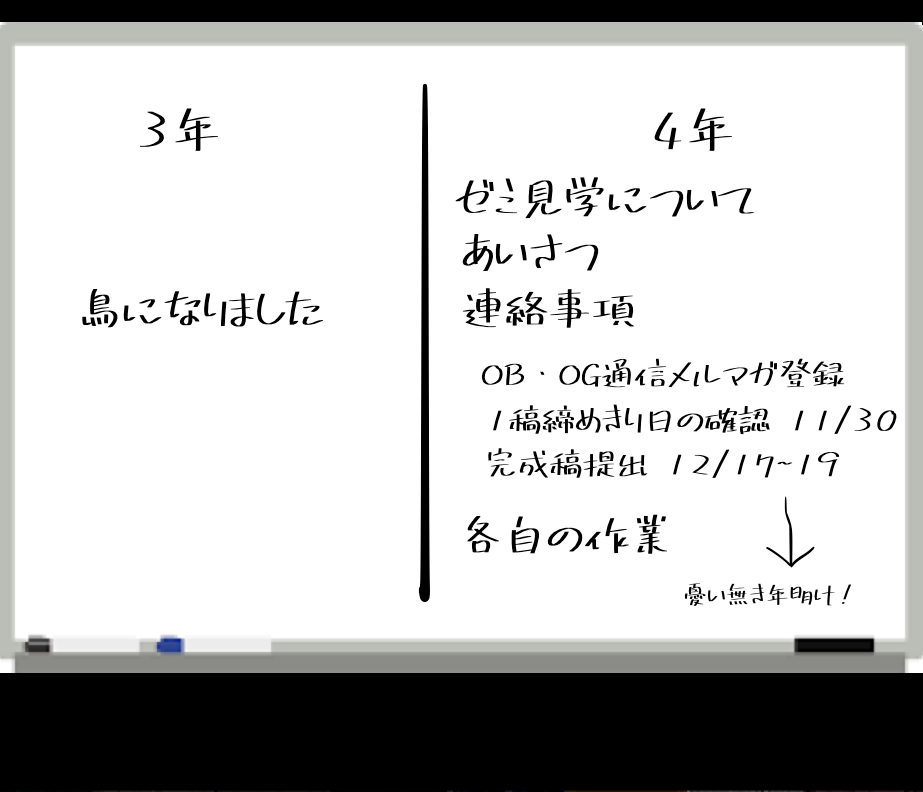 3年
鳥になりました
4年
ゼミ見学について
あいさつ
連絡事項
OB・OG通信メルマガ登録
1稿締めきり日の確認 11/30
完成稿提出 12/17~19
各自の作業
憂い無き年明け!